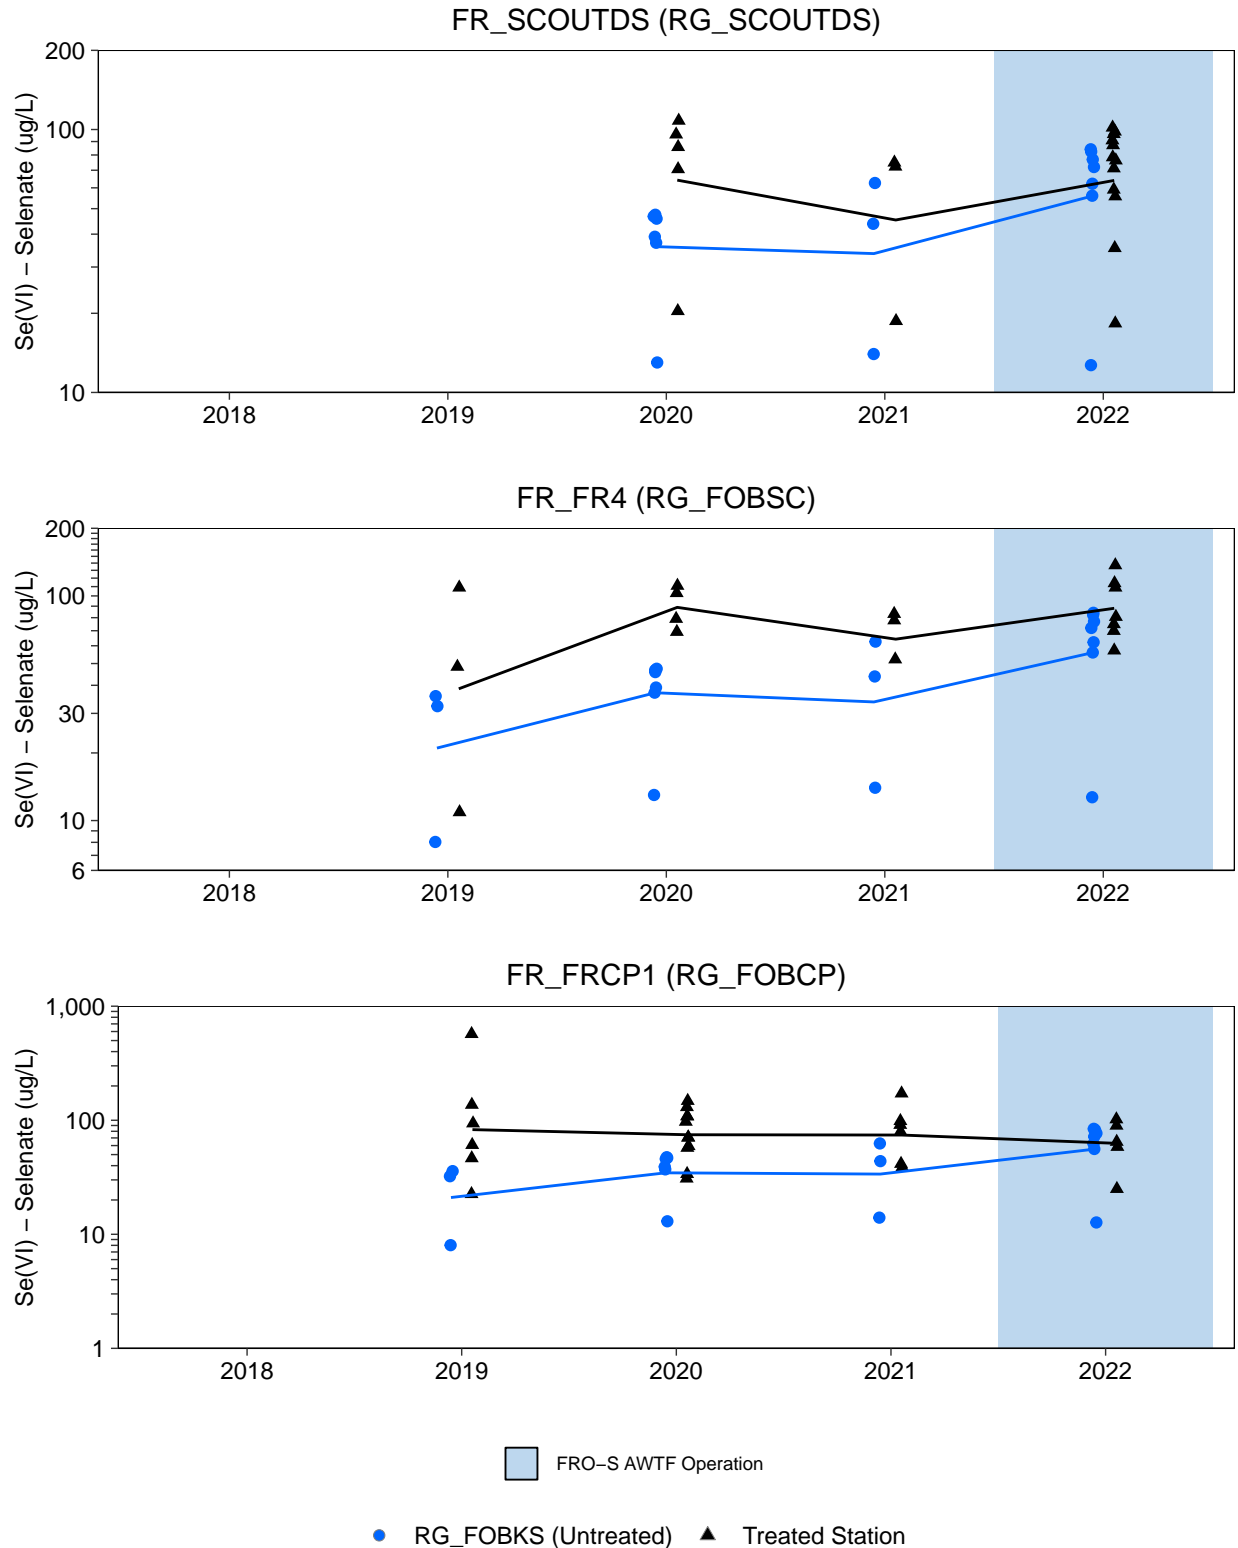 FR_SCOUTDS (RG_SCOUTDS)
Se(VI) − Selenate (ug/L)
200
100
10
2018 2019 2020 2021 2022
FR_FR4 (RG_FOBSC)
Se(VI) − Selenate (ug/L)
200
100
30
10
6
2018 2019 2020 2021 2022
FR_FRCP1 (RG_FOBCP)
Se(VI) − Selenate (ug/L)
1,000
100
10
1
2018 2019 2020 2021 2022
FRO−S AWTF Operation
RG_FOBKS (Untreated) Treated Station